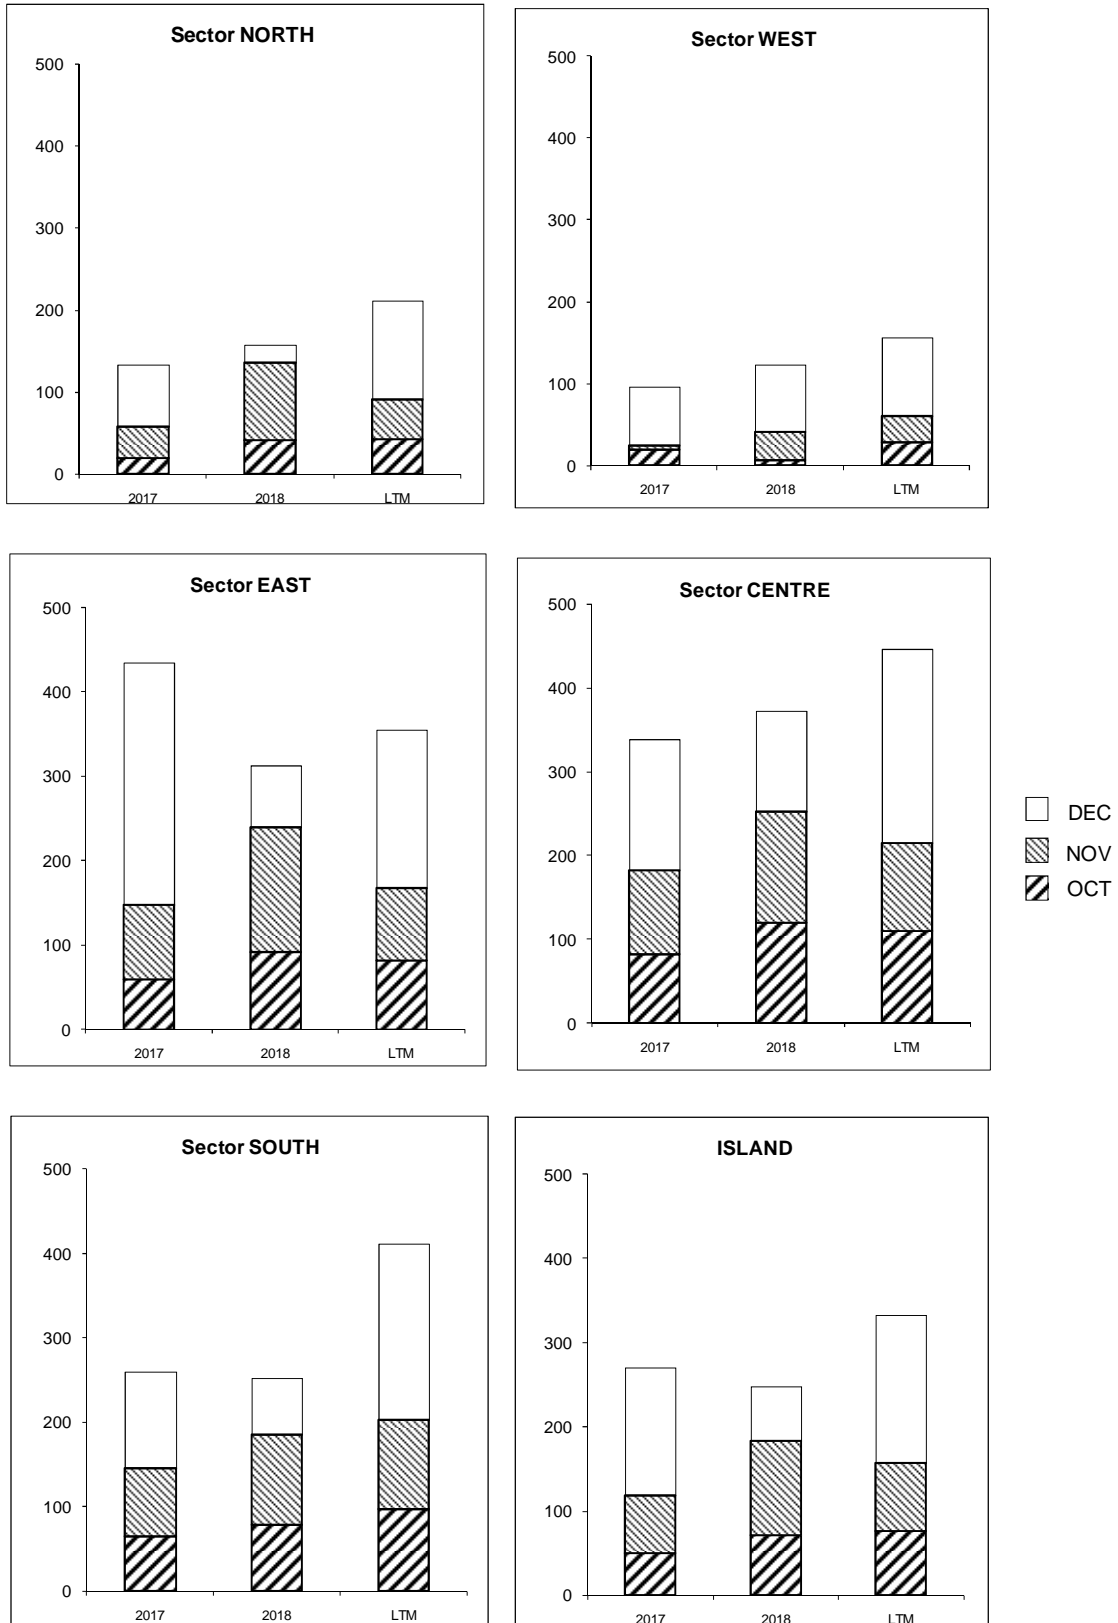 Sector NORTH
500
400
300
200
100
0
2017 2018 LTM
Sector WEST
500
400
300
200
100
0
2017 2018 LTM
Sector EAST
500
400
300
200
100
0
2017 2018 LTM
Sector CENTRE
500
400
300
200
100
0
2017 2018 LTM
DEC
NOV
OCT
Sector SOUTH
500
400
300
200
100
0
2017 2018 LTM
ISLAND
500
400
300
200
100
0
2017 2018 LTM